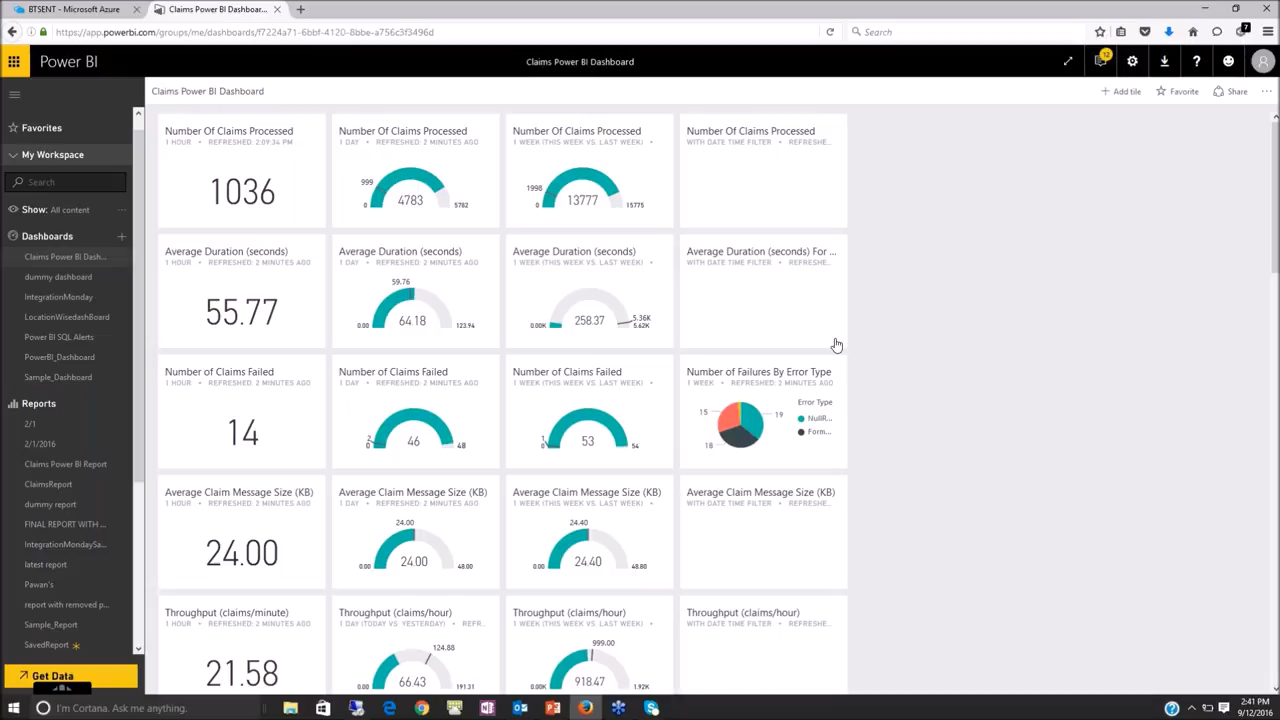 BTSENT - Microsoft Azure
Claims Power BI Dashboard...
https://app.powerbi.com/groups/me/dashboards/f7224a71-6bbf-4120-8bbe-a756c3f3496d
Search
7
Power BI
Claims Power BI Dashboard
12
Claims Power BI Dashboard
Add tile
Favorite
Share
Favorites
My Workspace
Search
Show: All content
Dashboards
Claims Power BI Dash...
dummy dashboard
IntegrationMonday
LocationWisedashBoard
Power BI SQL Alerts
PowerBI_Dashboard
Sample_Dashboard
Reports
2/1
2/1/2016
Claims Power BI Report
ClaimsReport
dummy report
FINAL REPORT WITH ...
IntegrationMondaySa...
latest report
Pawan's
report with removed p...
Sample_Report
SavedReport
Get Data
Number Of Claims Processed
1 HOUR • REFRESHED: 2:09:34 PM
1036
Number Of Claims Processed
1 DAY • REFRESHED: 2 MINUTES AGO
999
0
4783
5782
Number Of Claims Processed
1 WEEK (THIS WEEK VS. LAST WEEK) •
1998
0
13777
15775
Number Of Claims Processed
WITH DATE TIME FILTER • REFRESHE...
Average Duration (seconds)
1 HOUR • REFRESHED: 2 MINUTES AGO
55.77
Average Duration (seconds)
1 DAY • REFRESHED: 2 MINUTES AGO
59.76
0.00
64.18
123.94
Average Duration (seconds)
1 WEEK (THIS WEEK VS. LAST WEEK) •
0.00K
258.37
5.36K
5.62K
Average Duration (seconds) For ...
WITH DATE TIME FILTER • REFRESHE...
Number of Claims Failed
1 HOUR • REFRESHED: 2 MINUTES AGO
14
Number of Claims Failed
1 DAY • REFRESHED: 2 MINUTES AGO
2
0
46
48
Number of Claims Failed
1 WEEK (THIS WEEK VS. LAST WEEK) •
1
0
53
54
Number of Failures By Error Type
1 WEEK • REFRESHED: 2 MINUTES AGO
Error Type
15
19
18
NullR...
Form...
Average Claim Message Size (KB)
1 HOUR • REFRESHED: 2 MINUTES AGO
24.00
Average Claim Message Size (KB)
1 DAY • REFRESHED: 2 MINUTES AGO
24.00
0.00
24.00
48.00
Average Claim Message Size (KB)
1 WEEK (THIS WEEK VS. LAST WEEK) •
24.40
0.00
24.40
48.80
Average Claim Message Size (KB)
WITH DATE TIME FILTER • REFRESHE...
Throughput (claims/minute)
1 HOUR • REFRESHED: 2 MINUTES AGO
21.58
Throughput (claims/hour)
1 DAY (TODAY VS. YESTERDAY) • REFR...
124.88
0.00
66.43
191.31
Throughput (claims/hour)
1 WEEK (THIS WEEK VS. LAST WEEK) •
999.00
0.00K
918.47
1.92K
Throughput (claims/hour)
WITH DATE TIME FILTER • REFRESHE...
I'm Cortana. Ask me anything.
2:41 PM
9/12/2016